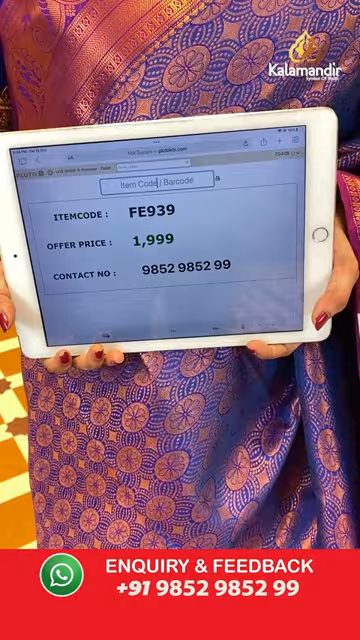 Kalamandir
Item Code / Barcode
ITEMCODE : FE939
OFFER PRICE : 1,999
CONTACT NO : 9852 9852 99
ENQUIRY & FEEDBACK
+91 9852 9852 99